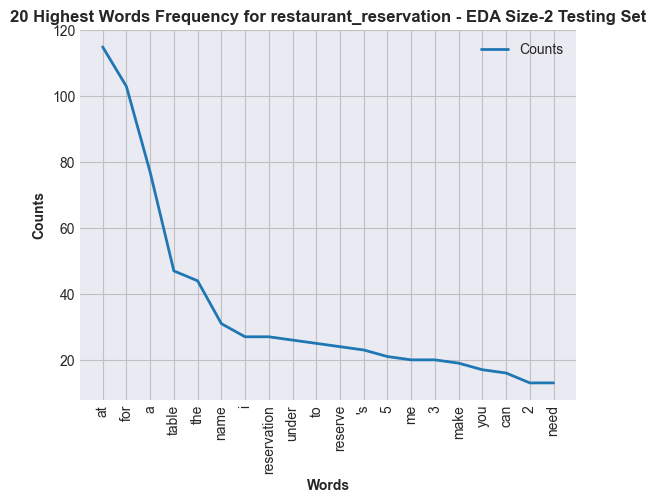 20 Highest Words Frequency for restaurant_reservation - EDA Size-2 Testing Set
Counts
120
100
80
60
40
20
Counts
at
for
a
table
the
name
i
reservation
under
to
reserve
's
5
me
3
make
you
can
2
need
Words